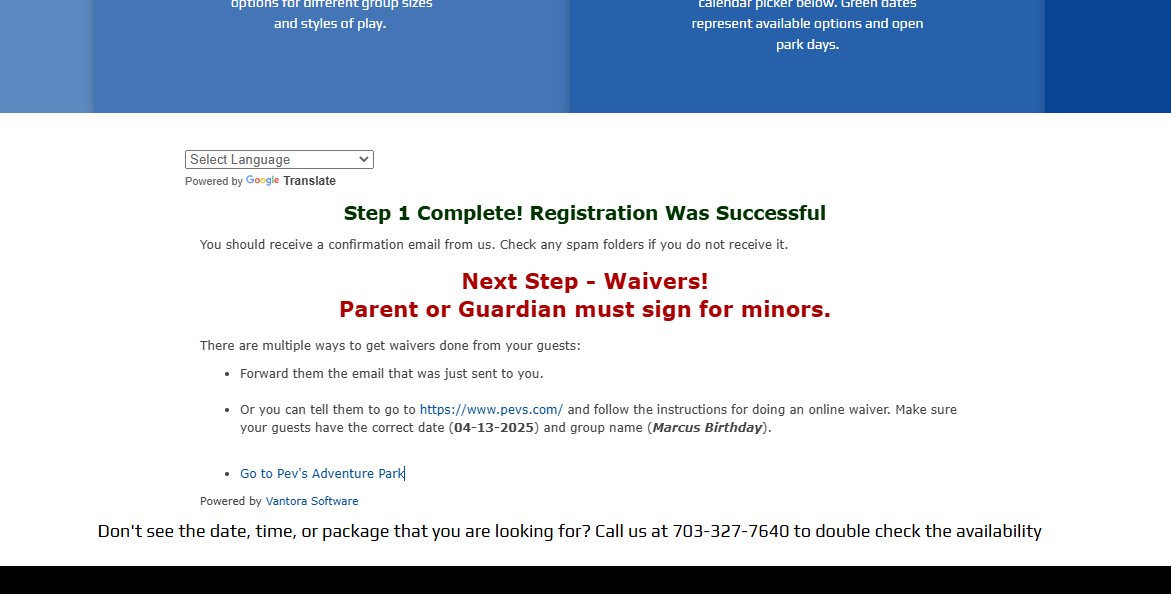 options for different group sizes
and styles of play.
calendar picker below. Green dates
represent available options and open
park days.
Select Language
Powered by Google Translate
Step 1 Complete! Registration Was Successful
You should receive a confirmation email from us. Check any spam folders if you do not receive it.
Next Step - Waivers!
Parent or Guardian must sign for minors.
There are multiple ways to get waivers done from your guests:
• Forward them the email that was just sent to you.
• Or you can tell them to go to https://www.pevs.com/ and follow the instructions for doing an online waiver. Make sure
your guests have the correct date (04-13-2025) and group name (Marcus Birthday).
• Go to Pev's Adventure Park
Powered by Vantora Software
Don't see the date, time, or package that you are looking for? Call us at 703-327-7640 to double check the availability